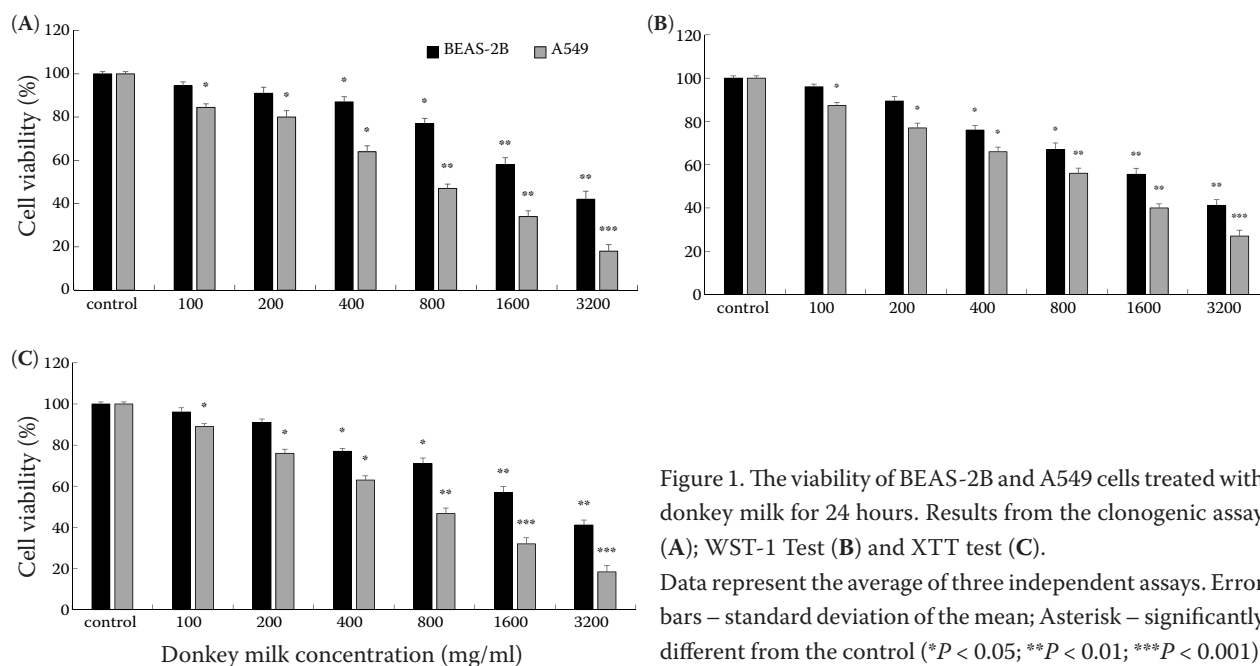 (A)
120
100
80
60
40
20
0
Cell viability (%)
BEAS-2B A549
* * * * * ** ** ** ** ***
control 100 200 400 800 1600 3200
(B)
120
100
80
60
40
20
0
* * * * * ** ** ** ** ***
control 100 200 400 800 1600 3200
(C)
120
100
80
60
40
20
0
Cell viability (%)
* * * * * ** ** *** ** ***
control 100 200 400 800 1600 3200
Donkey milk concentration (mg/ml)
Figure 1. The viability of BEAS-2B and A549 cells treated with
donkey milk for 24 hours. Results from the clonogenic assay
(A); WST-1 Test (B) and XTT test (C).
Data represent the average of three independent assays. Error
bars – standard deviation of the mean; Asterisk – significantly
different from the control (*P < 0.05; **P < 0.01; ***P < 0.001)